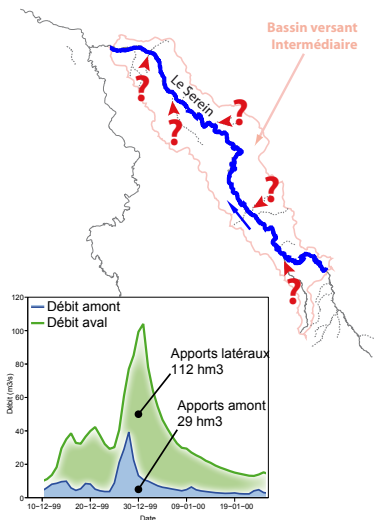 Bassin versant
Intermédiaire
Le Serein
?
?
?
?
?
120
100
80
60
40
20
0
Débit (m3/s)
Débit amont
Débit aval
Apports latéraux
112 hm3
Apports amont
29 hm3
10-12-99
20-12-99
30-12-99
09-01-00
19-01-00
Date